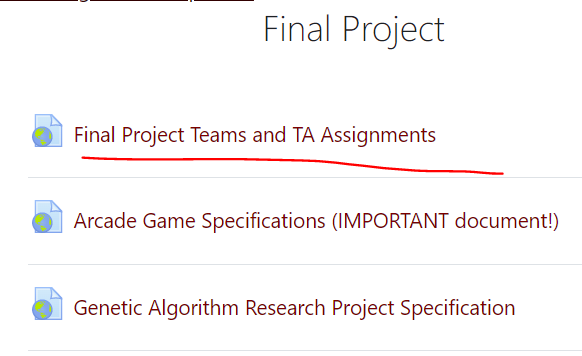 Final Project
Final Project Teams and TA Assignments
Arcade Game Specifications (IMPORTANT document!)
Genetic Algorithm Research Project Specification